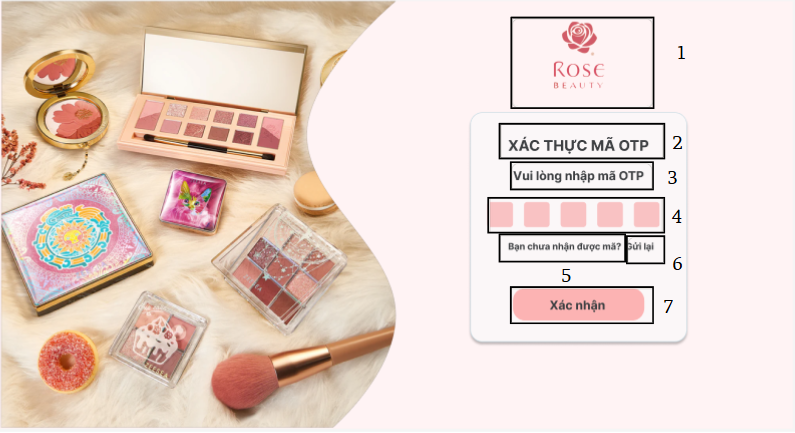 ROSE
BEAUTY
1
XÁC THỰC MÃ OTP
2
Vui lòng nhập mã OTP
3
4
Bạn chưa nhận được mã?
Gửi lại
6
5
Xác nhận
7